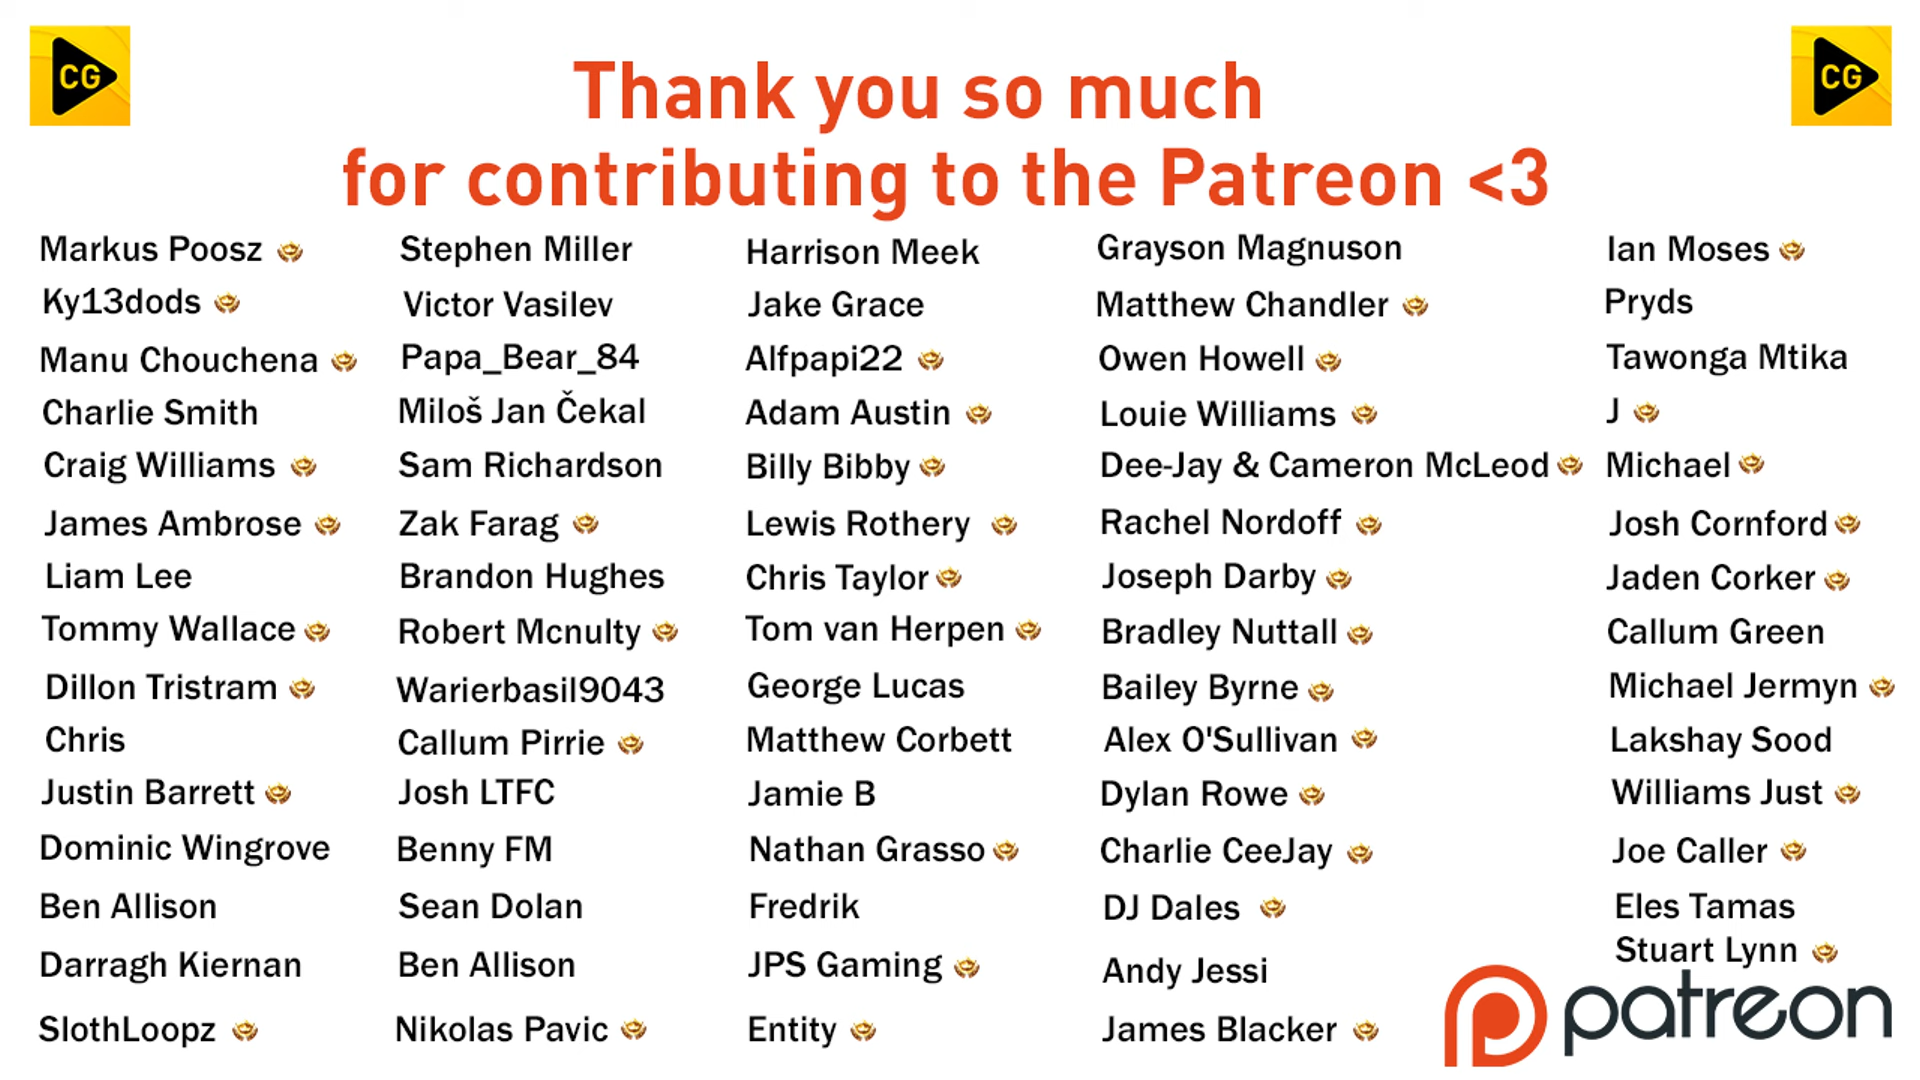 CG
CG
Thank you so much
for contributing to the Patreon <3
Markus Poosz
Ky13dods
Manu Chouchena
Charlie Smith
Craig Williams
James Ambrose
Liam Lee
Tommy Wallace
Dillon Tristram
Chris
Justin Barrett
Dominic Wingrove
Ben Allison
Darragh Kiernan
SlothLoopz
Stephen Miller
Victor Vasilev
Papa_Bear_84
Miloš Jan Čekal
Sam Richardson
Zak Farag
Brandon Hughes
Robert Mcnulty
Warierbasil9043
Callum Pirrie
Josh LTFC
Benny FM
Sean Dolan
Ben Allison
Nikolas Pavic
Harrison Meek
Jake Grace
Alfpapi22
Adam Austin
Billy Bibby
Lewis Rothery
Chris Taylor
Tom van Herpen
George Lucas
Matthew Corbett
Jamie B
Nathan Grasso
Fredrik
JPS Gaming
Entity
Grayson Magnuson
Matthew Chandler
Owen Howell
Louie Williams
Dee-Jay & Cameron McLeod
Rachel Nordoff
Joseph Darby
Bradley Nuttall
Bailey Byrne
Alex O'Sullivan
Dylan Rowe
Charlie CeeJay
DJ Dales
Andy Jessi
James Blacker
Ian Moses
Pryds
Tawonga Mtika
J
Michael
Josh Cornford
Jaden Corker
Callum Green
Michael Jermyn
Lakshay Sood
Williams Just
Joe Caller
Eles Tamas
Stuart Lynn
patreon